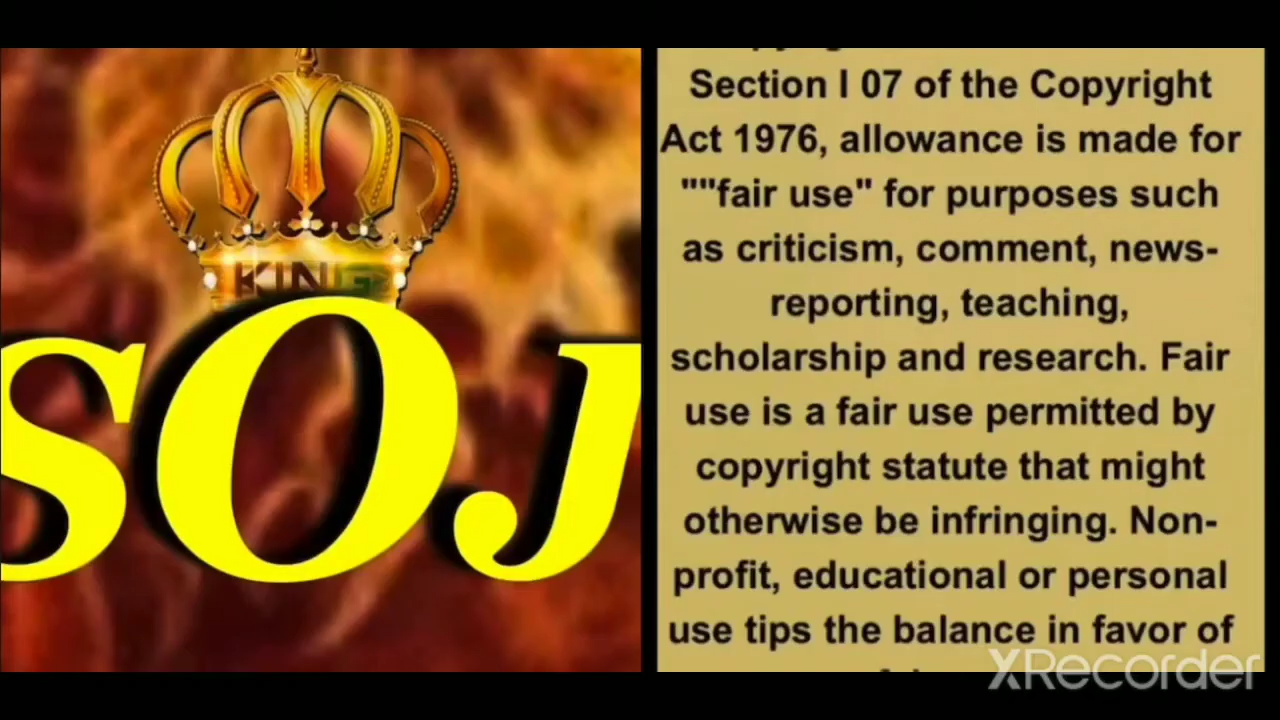 KING
SOJ
Section I 07 of the Copyright
Act 1976, allowance is made for
""fair use" for purposes such
as criticism, comment, news-
reporting, teaching,
scholarship and research. Fair
use is a fair use permitted by
copyright statute that might
otherwise be infringing. Non-
profit, educational or personal
use tips the balance in favor of
XRecorder